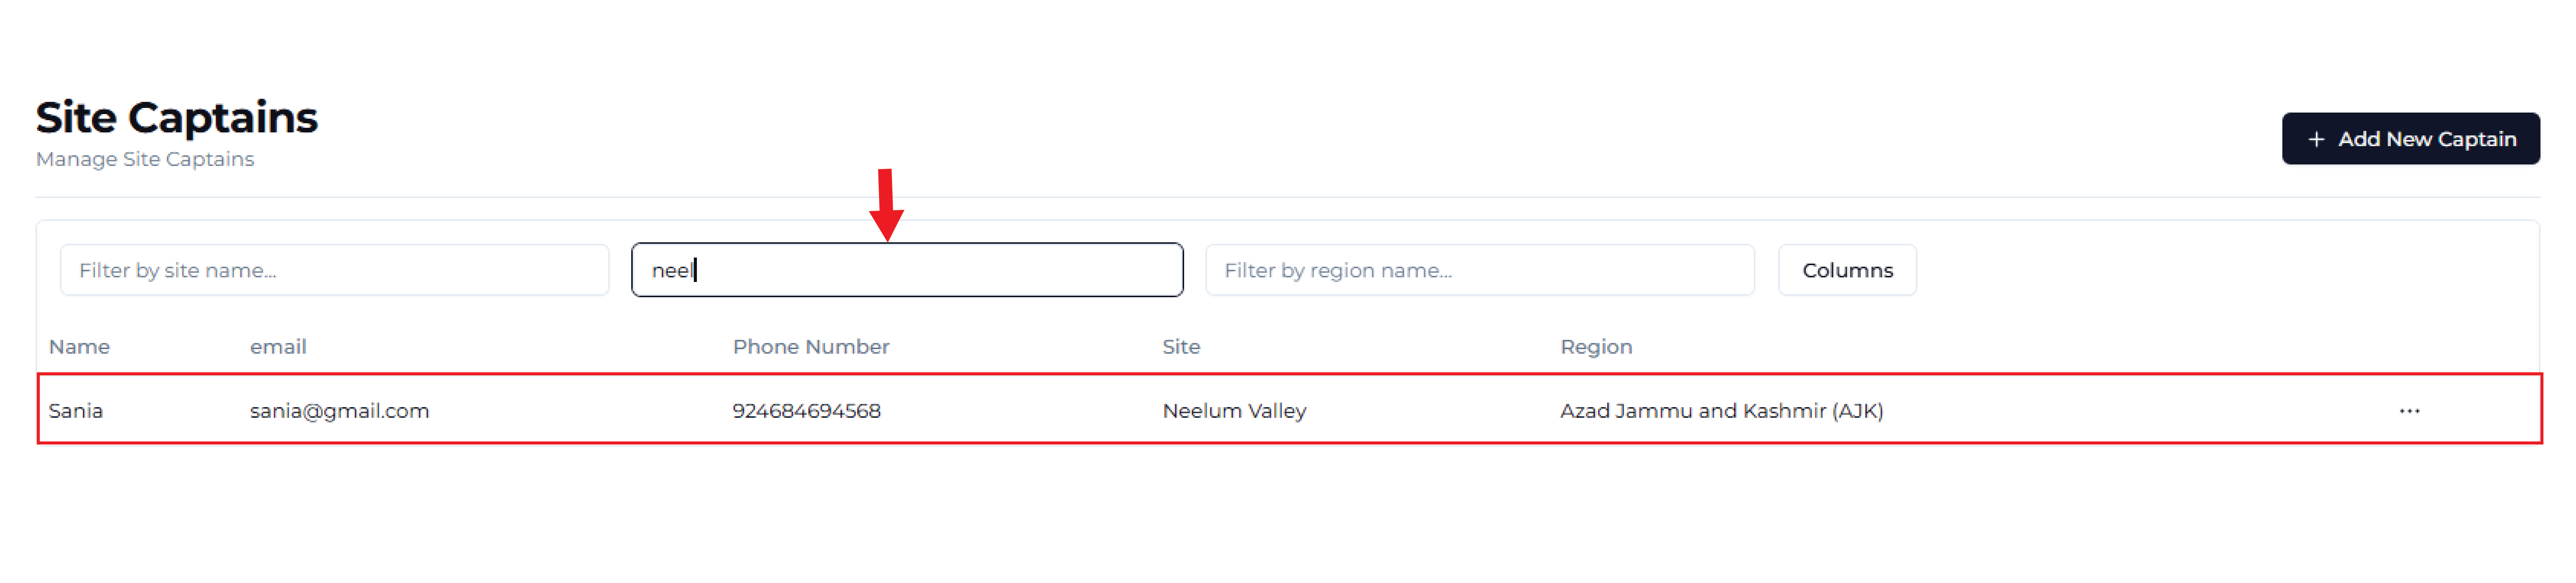 Site Captains
Manage Site Captains
+ Add New Captain
Filter by site name...
neel
Filter by region name...
Columns
Name email Phone Number Site Region
Sania sania@gmail.com 924684694568 Neelum Valley Azad Jammu and Kashmir (AJK) ...